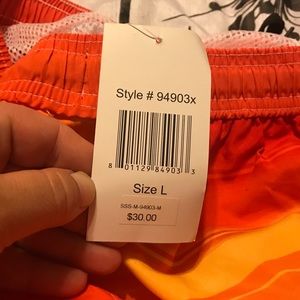 Style # 94903x
8 01129 84903 3
Size L
SSS-M-94903-M
$30.00